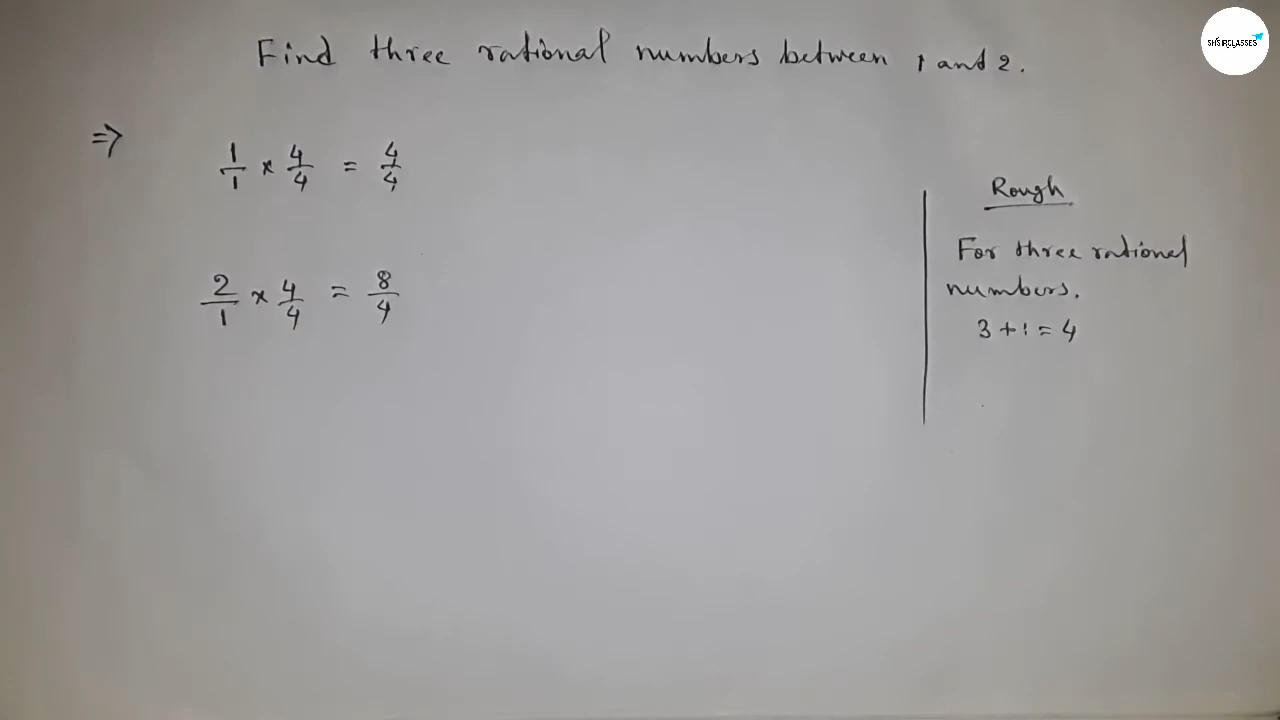 Find three rational numbers between 1 and 2.
SHSIRCLASSES
⇒
1/1 × 4/4 = 4/4
2/1 × 4/4 = 8/4
Rough
For three rational
numbers.
3 + 1 = 4